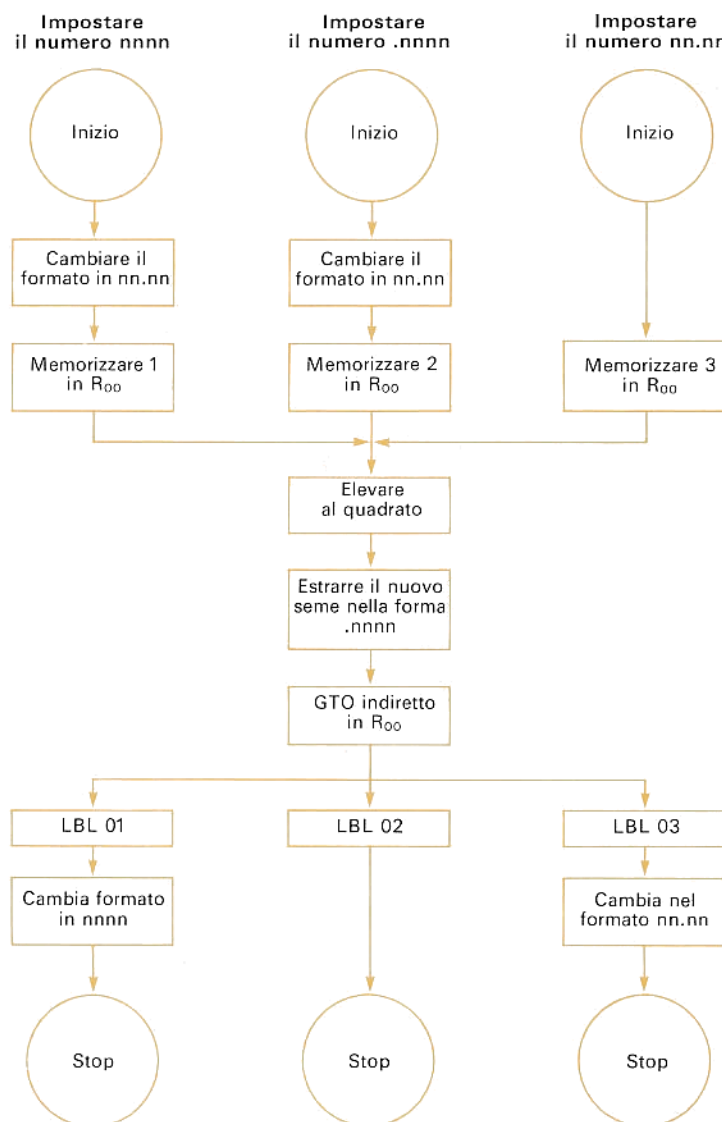 Impostare
il numero nnnn
Impostare
il numero .nnnn
Impostare
il numero nn.nn
Inizio
Inizio
Inizio
Cambiare il
formato in nn.nn
Cambiare il
formato in nn.nn
Memorizzare 1
in R₀₀
Memorizzare 2
in R₀₀
Memorizzare 3
in R₀₀
Elevare
al quadrato
Estrarre il nuovo
seme nella forma
.nnnn
GTO indiretto
in R₀₀
LBL 01
LBL 02
LBL 03
Cambia formato
in nnnn
Cambia nel
formato nn.nn
Stop
Stop
Stop